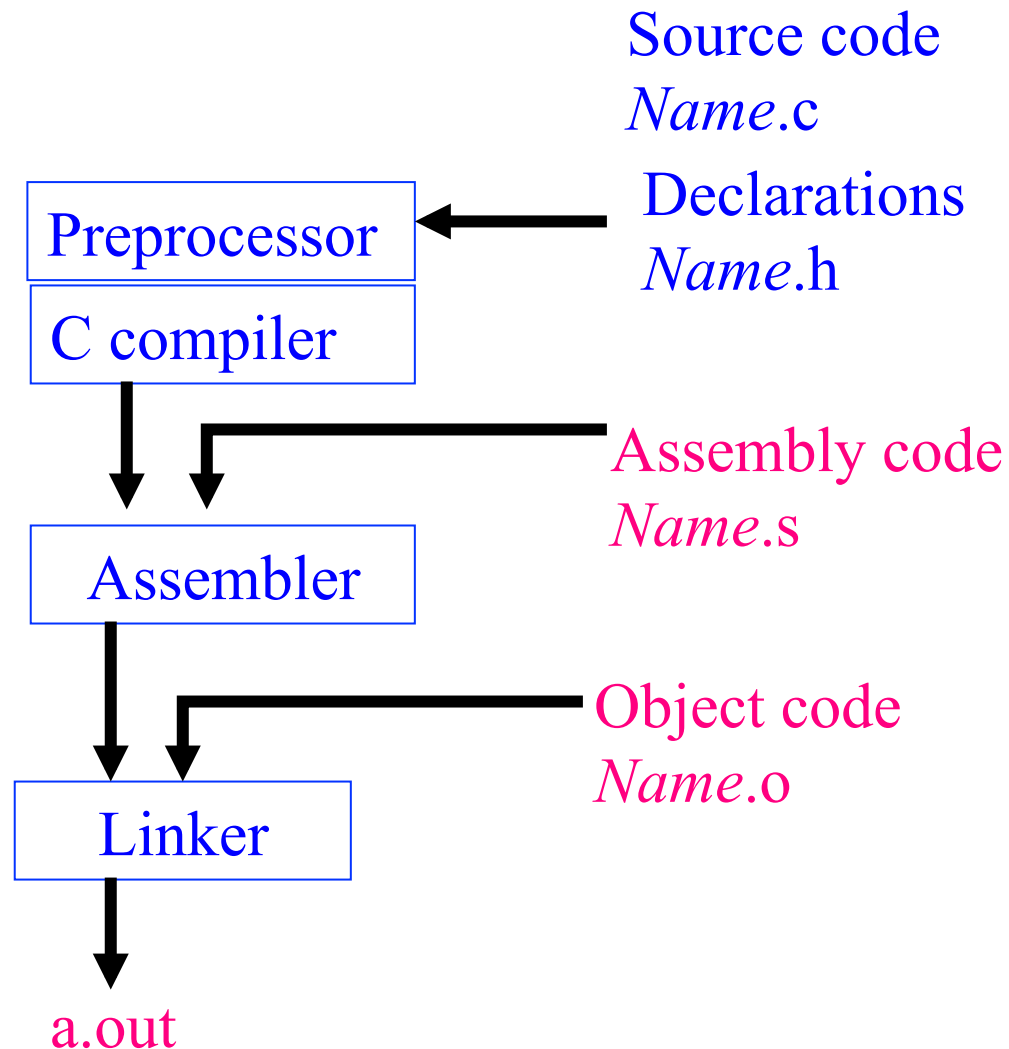 Source code
Name.c
Declarations
Name.h
Preprocessor
C compiler
Assembly code
Name.s
Assembler
Object code
Name.o
Linker
a.out